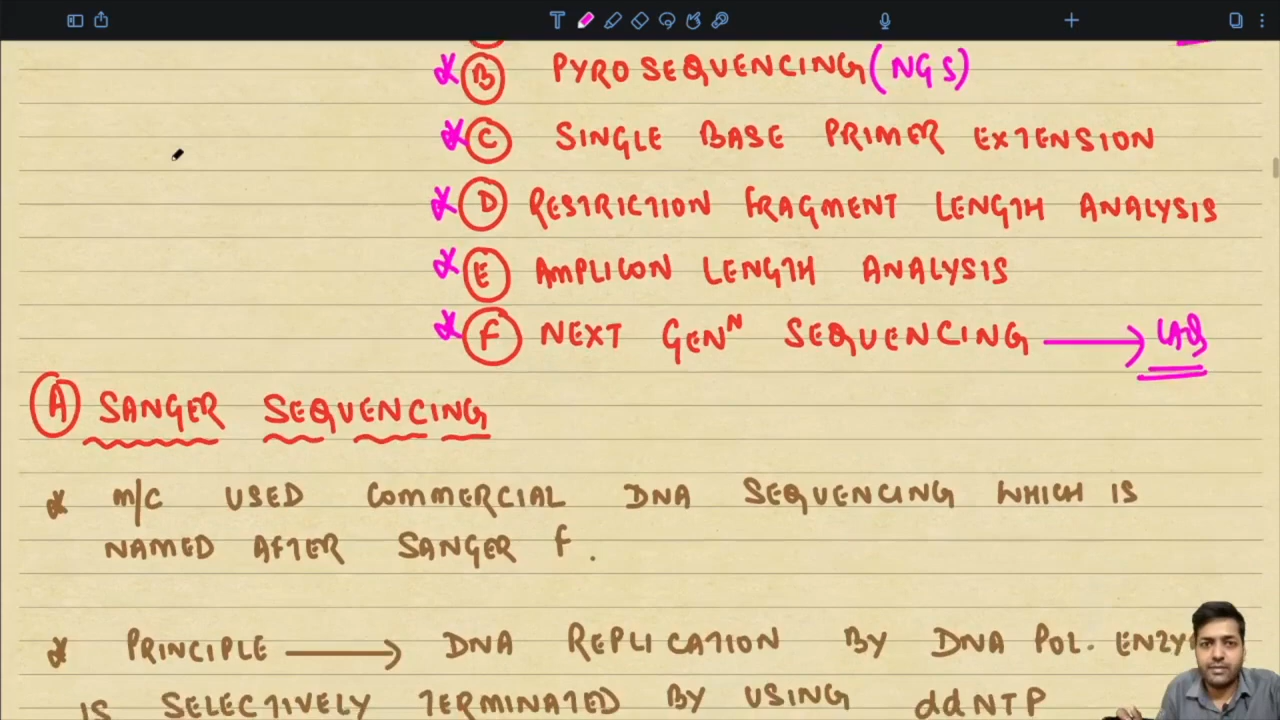 B PYROSEQUENCING (NGS)
C SINGLE BASE PRIMER EXTENSION
D RESTRICTION FRAGMENT LENGTH ANALYSIS
E AMPLICON LENGTH ANALYSIS
F NEXT GENᴺ SEQUENCING →
A SANGER SEQUENCING
* M/C USED COMMERCIAL DNA SEQUENCING WHICH IS
NAMED AFTER SANGER F.
* PRINCIPLE → DNA REPLICATION BY DNA POL. ENZY
IS SELECTIVELY TERMINATED BY USING ddNTP